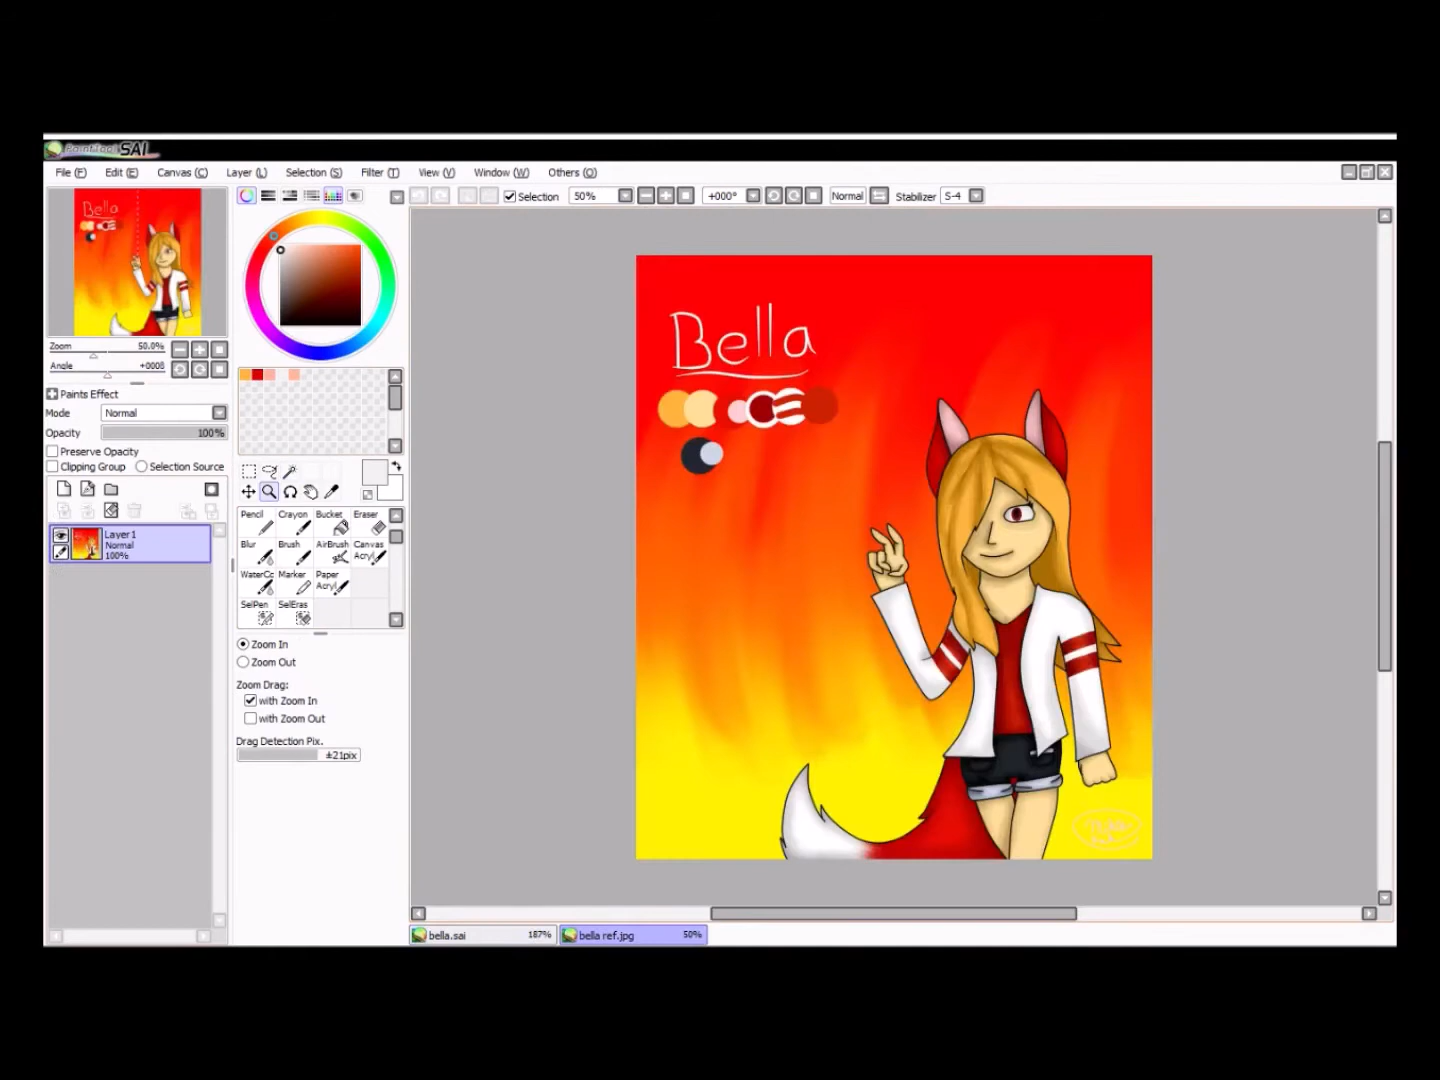 PaintTool SAI
File (F) Edit (E) Canvas (C) Layer (L) Selection (S) Filter (T) View (V) Window (W) Others (O)
Selection 50% +000° Normal Stabilizer S-4
Zoom 50.0%
Angle +000B
Paints Effect
Mode Normal
Opacity 100%
Preserve Opacity
Clipping Group Selection Source
Layer1
Normal
100%
Pencil Crayon Bucket Eraser
Blur Brush AirBrush Canvas
Acryl
WaterCo Marker Paper
Acryl
SelPen SelEras
Zoom In
Zoom Out
Zoom Drag:
with Zoom In
with Zoom Out
Drag Detection Pix.
±21pix
Bella
bella.sai 187% bella ref.jpg 50%